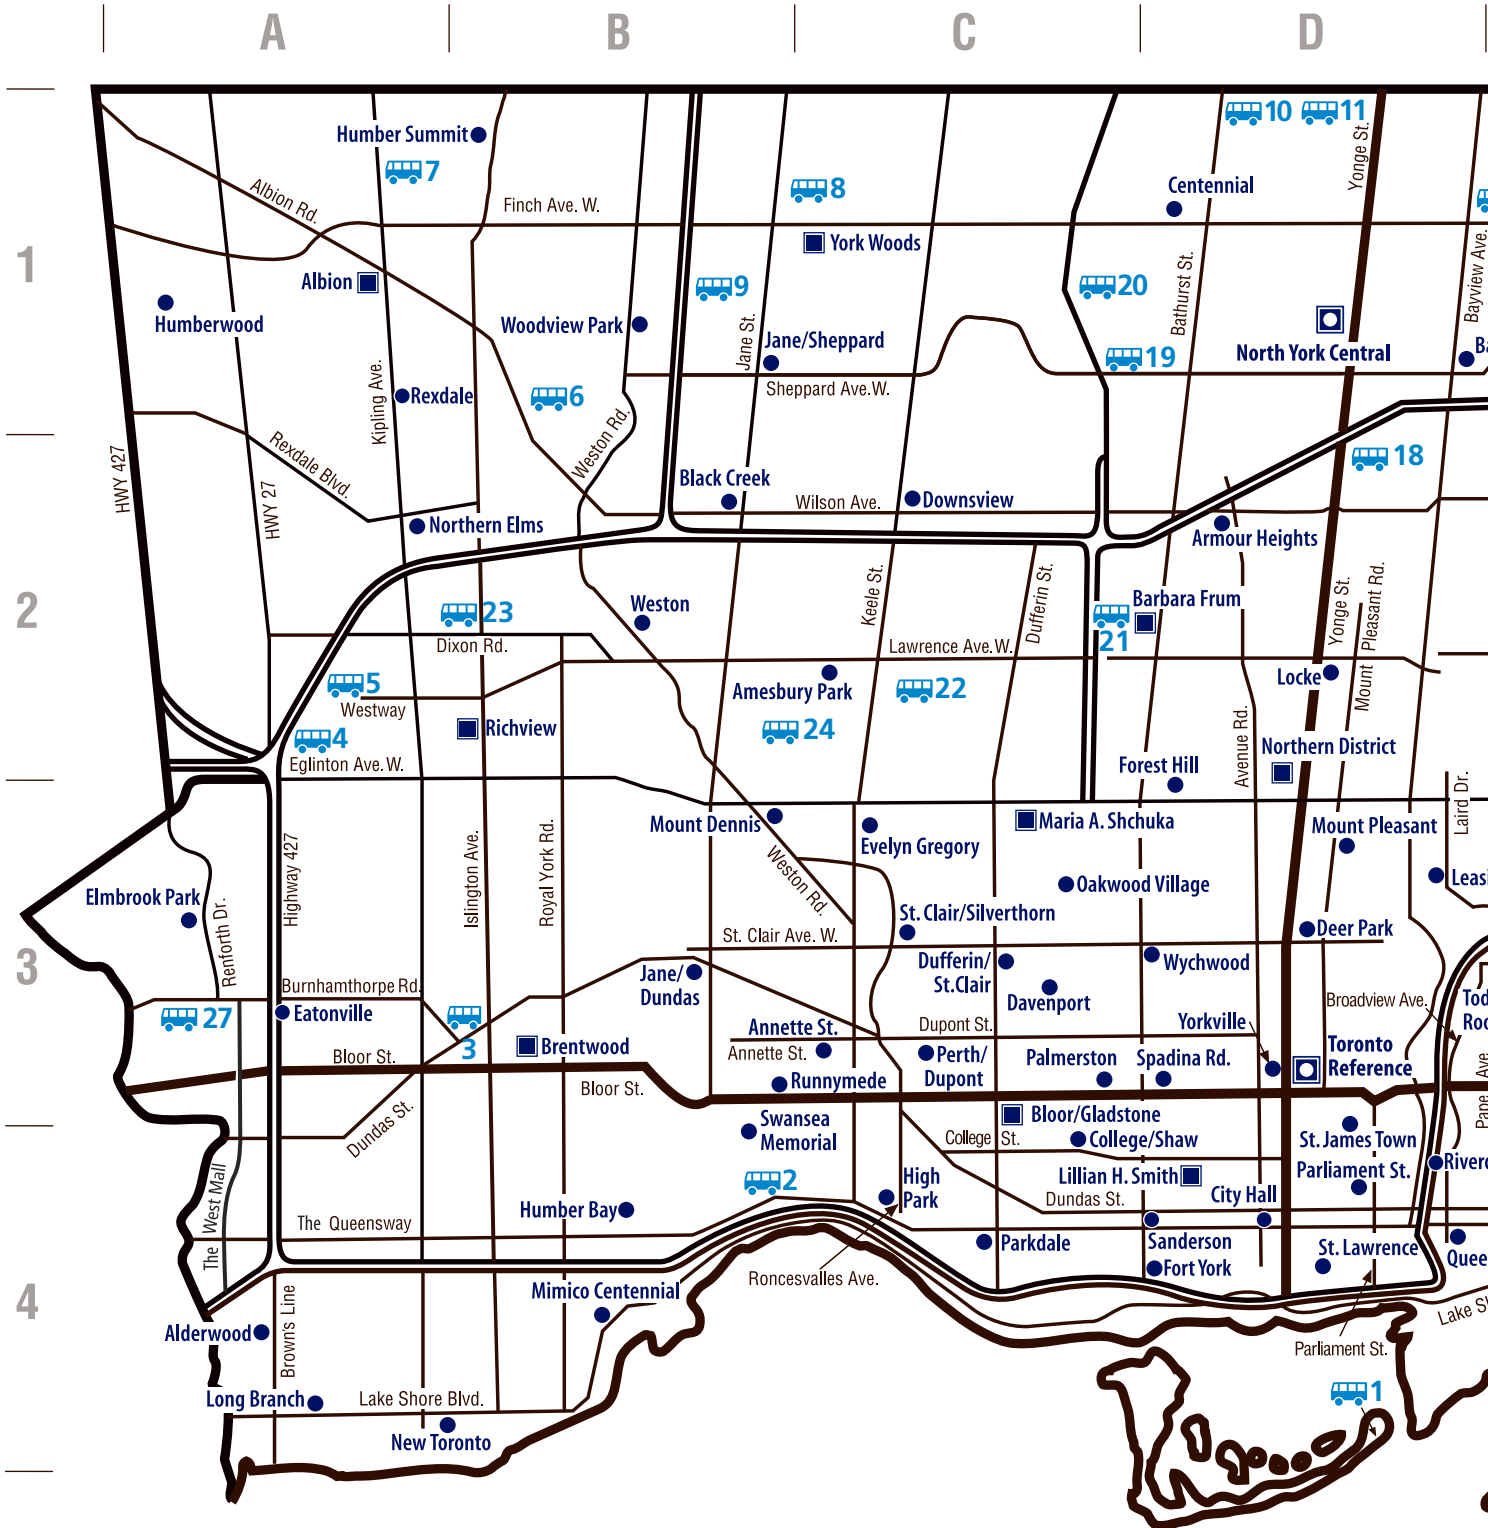 A B C D
10 11
Humber Summit
7
Yonge St.
8
Centennial
Albion Rd.
Finch Ave. W.
1
York Woods
Bayview Ave.
Albion
9
20
Bathurst St.
Humberwood
Woodview Park
Jane St.
Jane/Sheppard
19
North York Central
Ba
Kipling Ave.
Rexdale
6
Sheppard Ave.W.
Weston Rd.
Rexdale Blvd.
HWY 427
HWY 27
Black Creek
18
Wilson Ave.
Downsview
Northern Elms
Armour Heights
Keele St.
Dufferin St.
Yonge St.
Mount Pleasant Rd.
2
23
Weston
Barbara Frum
21
Dixon Rd.
Lawrence Ave.W.
5
Westway
Amesbury Park
22
Locke
Richview
24
Avenue Rd.
4
Eglinton Ave.W.
Northern District
Forest Hill
Laird Dr.
Mount Dennis
Evelyn Gregory
Maria A. Shchuka
Mount Pleasant
Highway 427
Islington Ave.
Royal York Rd.
Weston Rd.
Elmbrook Park
Oakwood Village
Leasi
Renforth Dr.
St. Clair/Silverthorn
St. Clair Ave. W.
Deer Park
3
Jane/
Dundas
Dufferin/
St.Clair
Wychwood
Burnhamthorpe Rd.
Davenport
Broadview Ave.
Tod
Roo
27
Eatonville
3
Annette St.
Dupont St.
Yorkville
Bloor St.
Brentwood
Annette St.
Perth/
Dupont
Palmerston
Spadina Rd.
Toronto
Reference
Pape Ave
Bloor St.
Runnymede
Dundas St.
Swansea
Memorial
Bloor/Gladstone
College St.
College/Shaw
St. James Town
The West Mall
2
High
Park
Lillian H. Smith
Parliament St.
Riverd
Dundas St.
City Hall
Humber Bay
The Queensway
Parkdale
Sanderson
St. Lawrence
Quee
Fort York
Roncesvalles Ave.
4
Mimico Centennial
Brown's Line
Alderwood
Lake Sh
Parliament St.
Long Branch
Lake Shore Blvd.
1
New Toronto